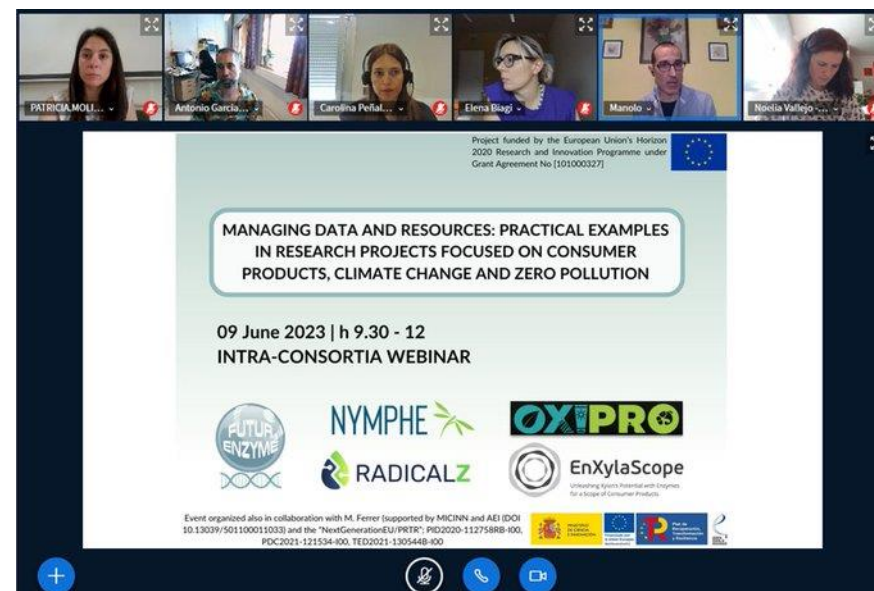 PATRICIA.MOLI...
Antonio García...
Carolina Peñal...
Elena Biagi
Manolo
Noelia Vallejo
Project funded by the European Union's Horizon
2020 Research and Innovation Programme under
Grant Agreement No [101000327]
MANAGING DATA AND RESOURCES: PRACTICAL EXAMPLES
IN RESEARCH PROJECTS FOCUSED ON CONSUMER
PRODUCTS, CLIMATE CHANGE AND ZERO POLLUTION
09 June 2023 | h 9.30 - 12
INTRA-CONSORTIA WEBINAR
FUTUR
ENZYME
NYMPHE
OXIPRO
RADICALZ
EnXylaScope
Unleashing Xylan's Potential with Enzymes
for a Scope of Consumer Products
Event organized also in collaboration with M. Ferrer (supported by MICINN and AEI (DOI
10.13039/501100011033) and the "NextGenerationEU/PRTR"; PID2020-112758RB-I00,
PDC2021-121534-I00, TED2021-130544B-I00